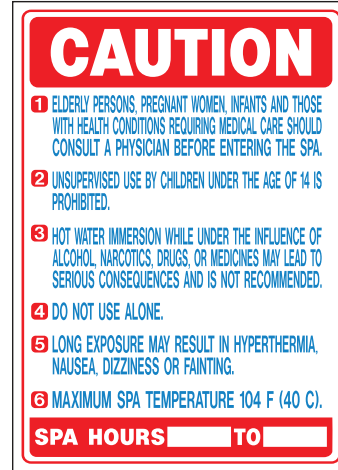 CAUTION
1 ELDERLY PERSONS, PREGNANT WOMEN, INFANTS AND THOSE
WITH HEALTH CONDITIONS REQUIRING MEDICAL CARE SHOULD
CONSULT A PHYSICIAN BEFORE ENTERING THE SPA.
2 UNSUPERVISED USE BY CHILDREN UNDER THE AGE OF 14 IS
PROHIBITED.
3 HOT WATER IMMERSION WHILE UNDER THE INFLUENCE OF
ALCOHOL, NARCOTICS, DRUGS, OR MEDICINES MAY LEAD TO
SERIOUS CONSEQUENCES AND IS NOT RECOMMENDED.
4 DO NOT USE ALONE.
5 LONG EXPOSURE MAY RESULT IN HYPERTHERMIA,
NAUSEA, DIZZINESS OR FAINTING.
6 MAXIMUM SPA TEMPERATURE 104 F (40 C).
SPA HOURS TO